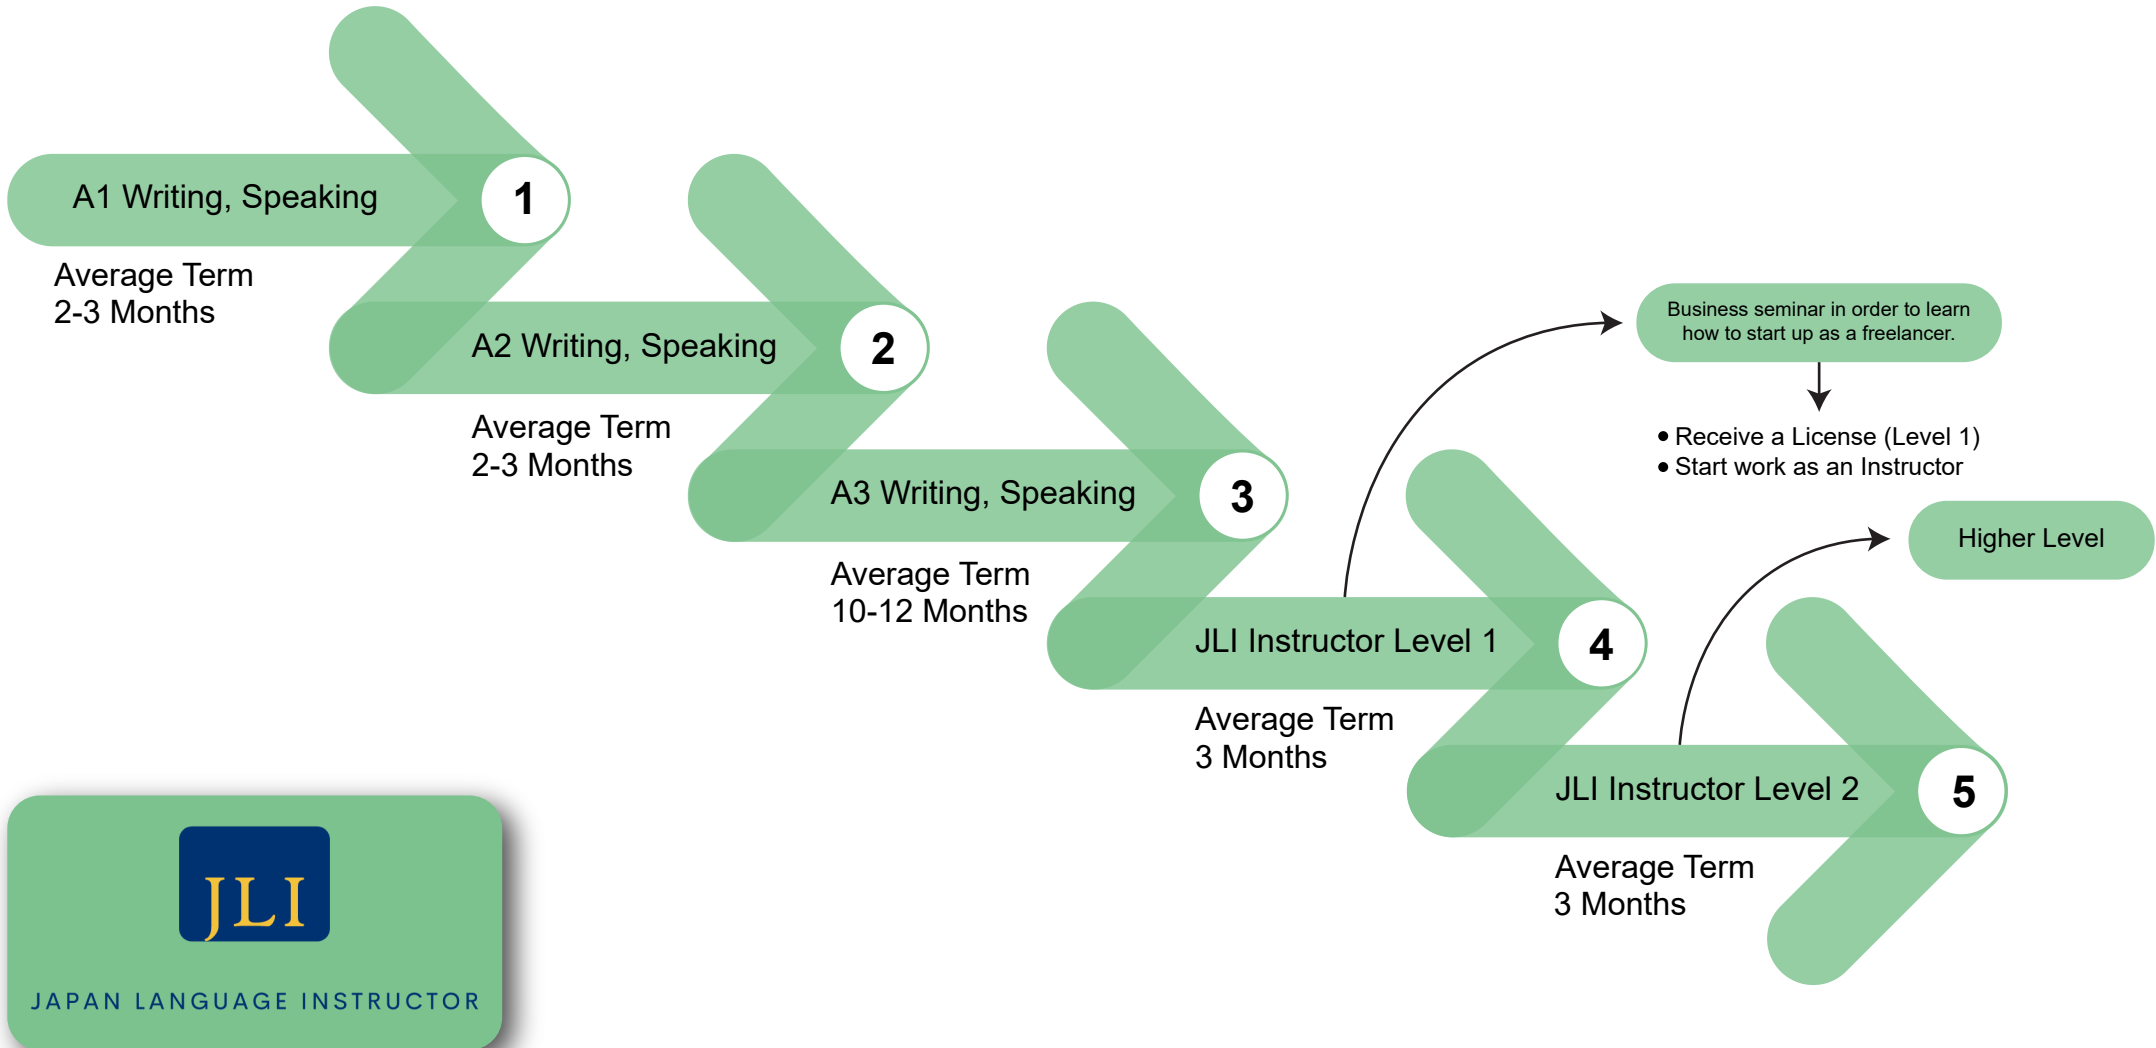 A1 Writing, Speaking
1
Average Term
2-3 Months
A2 Writing, Speaking
2
Average Term
2-3 Months
A3 Writing, Speaking
3
Average Term
10-12 Months
JLI Instructor Level 1
4
Average Term
3 Months
Business seminar in order to learn
how to start up as a freelancer.
• Receive a License (Level 1)
• Start work as an Instructor
JLI Instructor Level 2
5
Average Term
3 Months
Higher Level
JLI
JAPAN LANGUAGE INSTRUCTOR